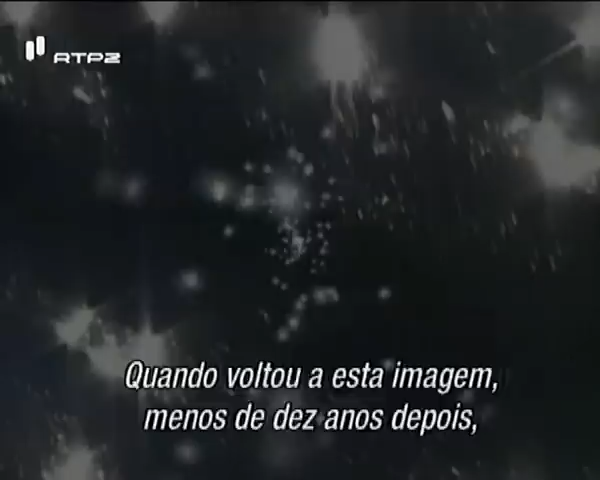 RTP2
Quando voltou a esta imagem,
menos de dez anos depois,